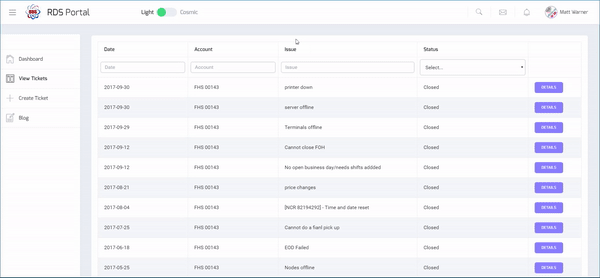 RDS Portal Light Cosmic Matt Warner
Date Account Issue Status
Dashboard
Date Account Issue Select...
View Tickets
2017-09-30 FHS 00143 printer down Closed DETAILS
Create Ticket
2017-09-30 FHS 00143 server offline Closed DETAILS
Blog
2017-09-29 FHS 00143 Terminals offline Closed DETAILS
2017-09-12 FHS 00143 Cannot close FOH Closed DETAILS
2017-09-12 FHS 00143 No open business day/needs shifts addded Closed DETAILS
2017-08-21 FHS 00143 price changes Closed DETAILS
2017-08-04 FHS 00143 [NCR 82194292] - Time and date reset Closed DETAILS
2017-07-25 FHS 00143 Cannot do a fianl pick up Closed DETAILS
2017-06-18 FHS 00143 EOD Failed Closed DETAILS
2017-05-25 FHS 00143 Nodes offline Closed DETAILS